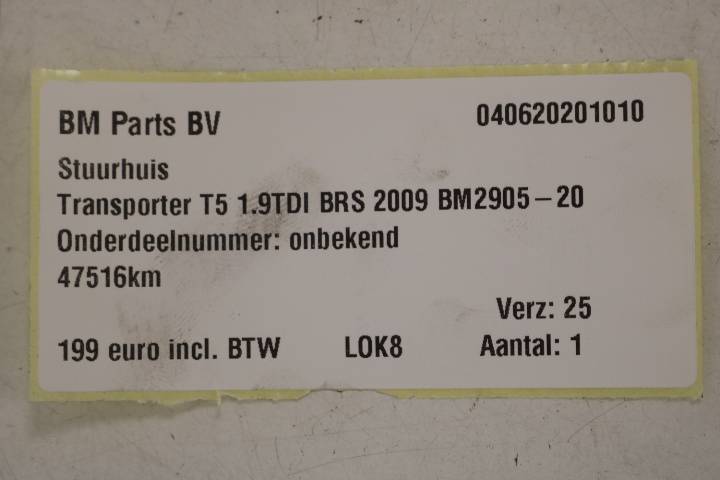 BM Parts BV 040620201010
Stuurhuis
Transporter T5 1.9TDI BRS 2009 BM2905-20
Onderdeelnummer: onbekend
47516km
Verz: 25
199 euro incl. BTW LOK8 Aantal: 1